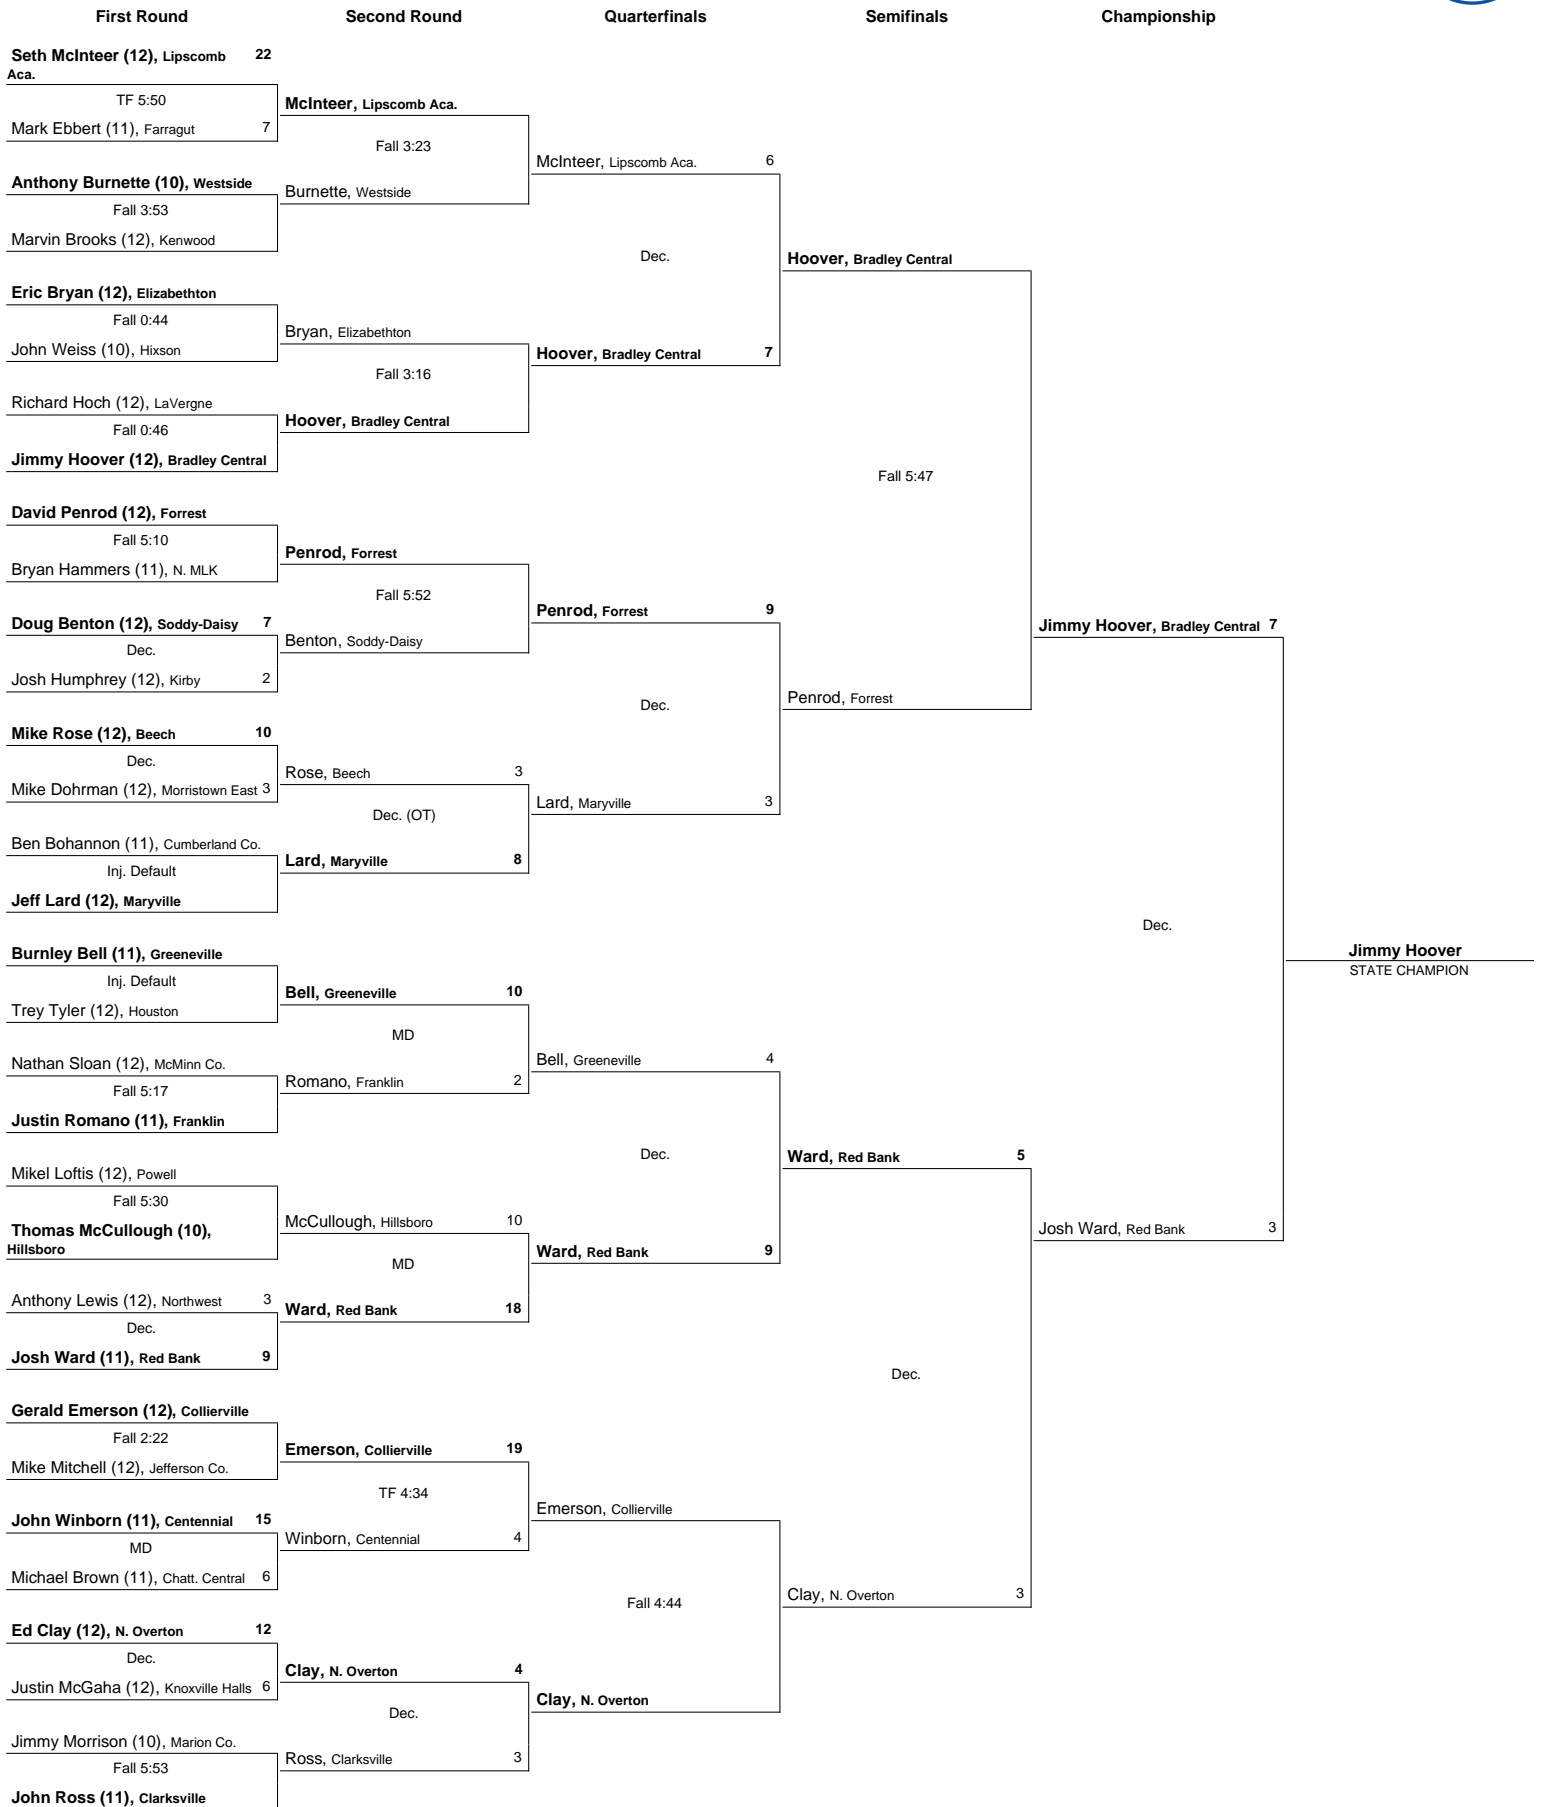 First Round
Second Round
Quarterfinals
Semifinals
Championship
Seth McInteer (12), Lipscomb 22
Aca.
TF 5:50
Mark Ebbert (11), Farragut 7
Anthony Burnette (10), Westside
Fall 3:53
Marvin Brooks (12), Kenwood
Eric Bryan (12), Elizabethton
Fall 0:44
John Weiss (10), Hixson
Richard Hoch (12), LaVergne
Fall 0:46
Jimmy Hoover (12), Bradley Central
David Penrod (12), Forrest
Fall 5:10
Bryan Hammers (11), N. MLK
Doug Benton (12), Soddy-Daisy 7
Dec.
Josh Humphrey (12), Kirby 2
Mike Rose (12), Beech 10
Dec.
Mike Dohrman (12), Morristown East 3
Ben Bohannon (11), Cumberland Co.
Inj. Default
Jeff Lard (12), Maryville
Burnley Bell (11), Greeneville
Inj. Default
Trey Tyler (12), Houston
Nathan Sloan (12), McMinn Co.
Fall 5:17
Justin Romano (11), Franklin
Mikel Loftis (12), Powell
Fall 5:30
Thomas McCullough (10),
Hillsboro
Anthony Lewis (12), Northwest 3
Dec.
Josh Ward (11), Red Bank 9
Gerald Emerson (12), Collierville
Fall 2:22
Mike Mitchell (12), Jefferson Co.
John Winborn (11), Centennial 15
MD
Michael Brown (11), Chatt. Central 6
Ed Clay (12), N. Overton 12
Dec.
Justin McGaha (12), Knoxville Halls 6
Jimmy Morrison (10), Marion Co.
Fall 5:53
John Ross (11), Clarksville
McInteer, Lipscomb Aca.
Fall 3:23
Burnette, Westside
Bryan, Elizabethton
Fall 3:16
Hoover, Bradley Central
Penrod, Forrest
Fall 5:52
Benton, Soddy-Daisy
Rose, Beech 3
Dec. (OT)
Lard, Maryville 8
Bell, Greeneville 10
MD
Romano, Franklin 2
McCullough, Hillsboro 10
MD
Ward, Red Bank 18
Emerson, Collierville 19
TF 4:34
Winborn, Centennial 4
Clay, N. Overton 4
Dec.
Ross, Clarksville 3
McInteer, Lipscomb Aca. 6
Dec.
Hoover, Bradley Central 7
Penrod, Forrest 9
Dec.
Lard, Maryville 3
Bell, Greeneville 4
Dec.
Ward, Red Bank 9
Emerson, Collierville
Fall 4:44
Clay, N. Overton
Hoover, Bradley Central
Fall 5:47
Penrod, Forrest
Ward, Red Bank 5
Dec.
Clay, N. Overton 3
Jimmy Hoover, Bradley Central 7
Dec.
Josh Ward, Red Bank 3
Jimmy Hoover
STATE CHAMPION